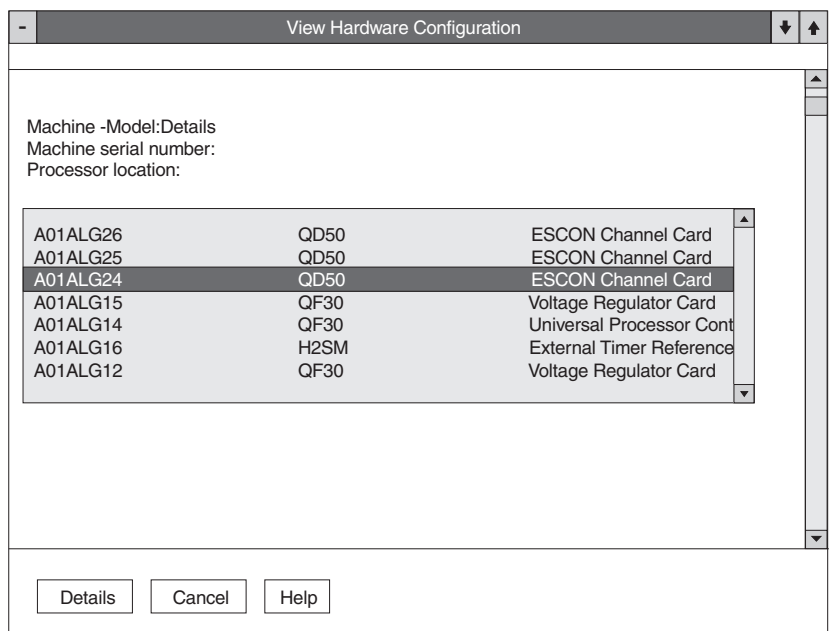 - View Hardware Configuration
Machine -Model:Details
Machine serial number:
Processor location:
A01ALG26 QD50 ESCON Channel Card
A01ALG25 QD50 ESCON Channel Card
A01ALG24 QD50 ESCON Channel Card
A01ALG15 QF30 Voltage Regulator Card
A01ALG14 QF30 Universal Processor Cont
A01ALG16 H2SM External Timer Reference
A01ALG12 QF30 Voltage Regulator Card
Details Cancel Help